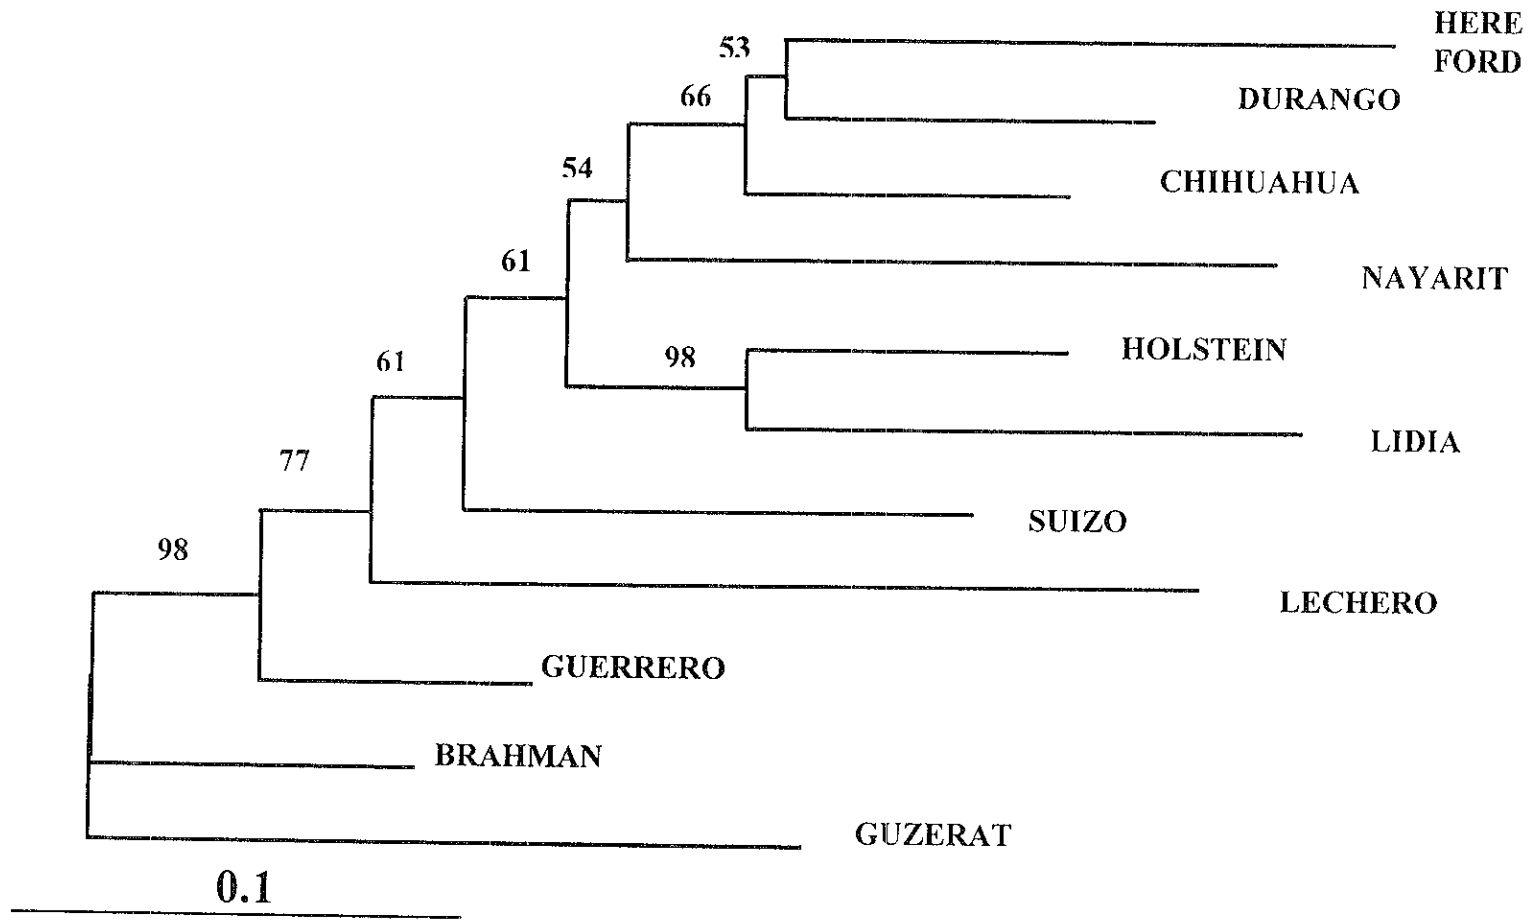 HERE
FORD
53
DURANGO
66
CHIHUAHUA
54
NAYARIT
61
HOLSTEIN
98
LIDIA
61
SUIZO
77
LECHERO
98
GUERRERO
BRAHMAN
GUZERAT
0.1